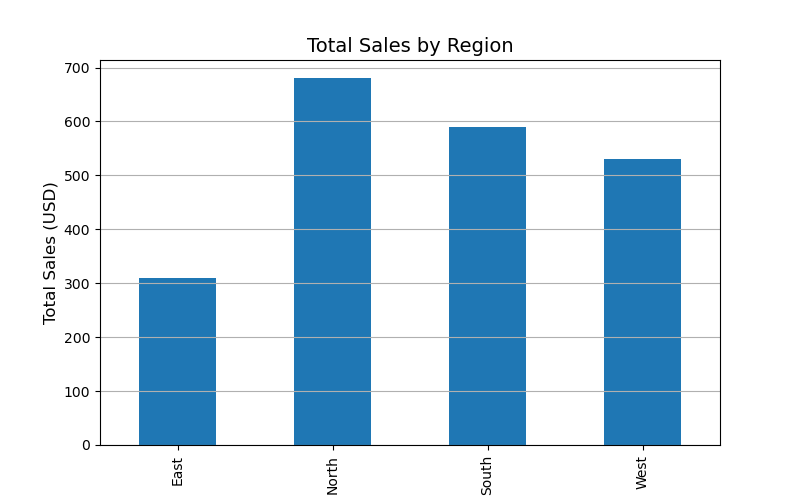 Total Sales by Region
Total Sales (USD)
700
600
500
400
300
200
100
0
East
North
South
West